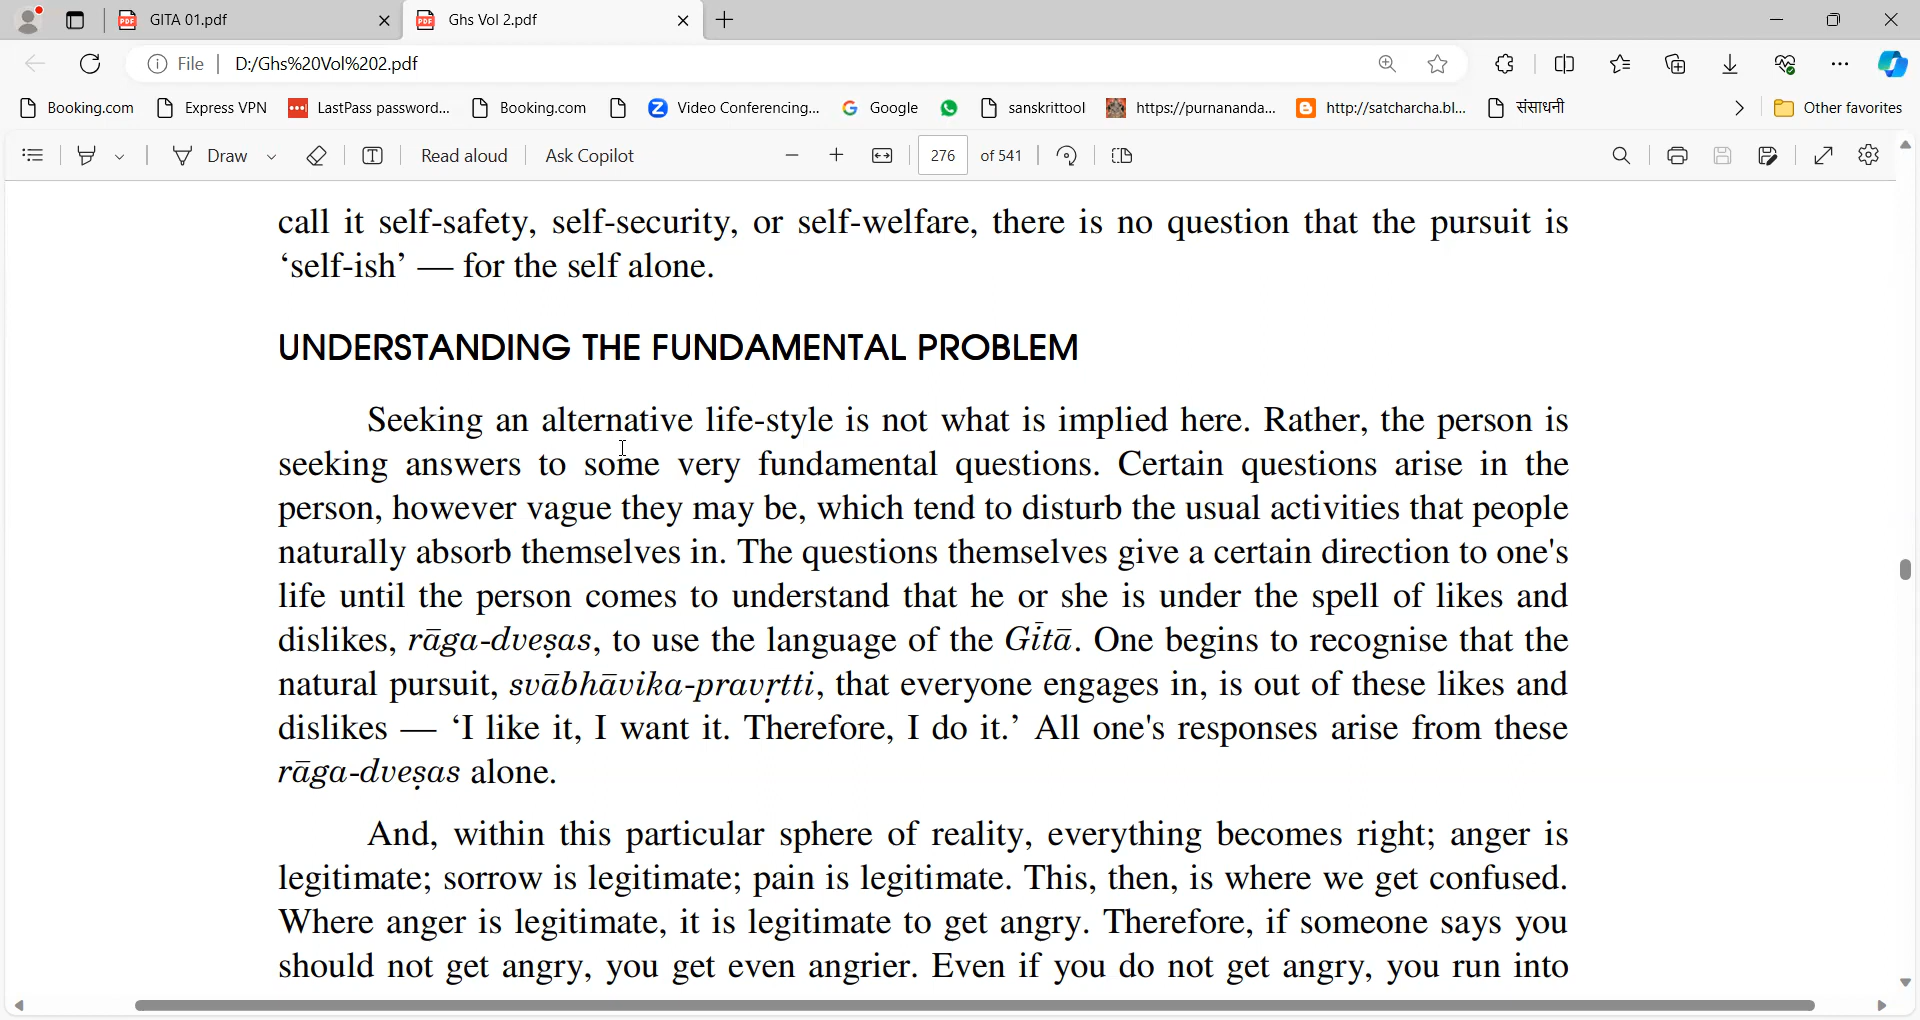 GITA 01.pdf
Ghs Vol 2.pdf
File D:/Ghs%20Vol%202.pdf
Booking.com Express VPN LastPass password... Booking.com Video Conferencing... Google sanskrittool https://purnananda... http://satcharcha.bl... संसाधनी Other favorites
Draw Read aloud Ask Copilot 276 of 541
call it self-safety, self-security, or self-welfare, there is no question that the pursuit is
‘self-ish’ — for the self alone.
UNDERSTANDING THE FUNDAMENTAL PROBLEM
Seeking an alternative life-style is not what is implied here. Rather, the person is
seeking answers to some very fundamental questions. Certain questions arise in the
person, however vague they may be, which tend to disturb the usual activities that people
naturally absorb themselves in. The questions themselves give a certain direction to one's
life until the person comes to understand that he or she is under the spell of likes and
dislikes, rāga-dveṣas, to use the language of the Gītā. One begins to recognise that the
natural pursuit, svābhāvika-pravṛtti, that everyone engages in, is out of these likes and
dislikes — ‘I like it, I want it. Therefore, I do it.’ All one's responses arise from these
rāga-dveṣas alone.
And, within this particular sphere of reality, everything becomes right; anger is
legitimate; sorrow is legitimate; pain is legitimate. This, then, is where we get confused.
Where anger is legitimate, it is legitimate to get angry. Therefore, if someone says you
should not get angry, you get even angrier. Even if you do not get angry, you run into